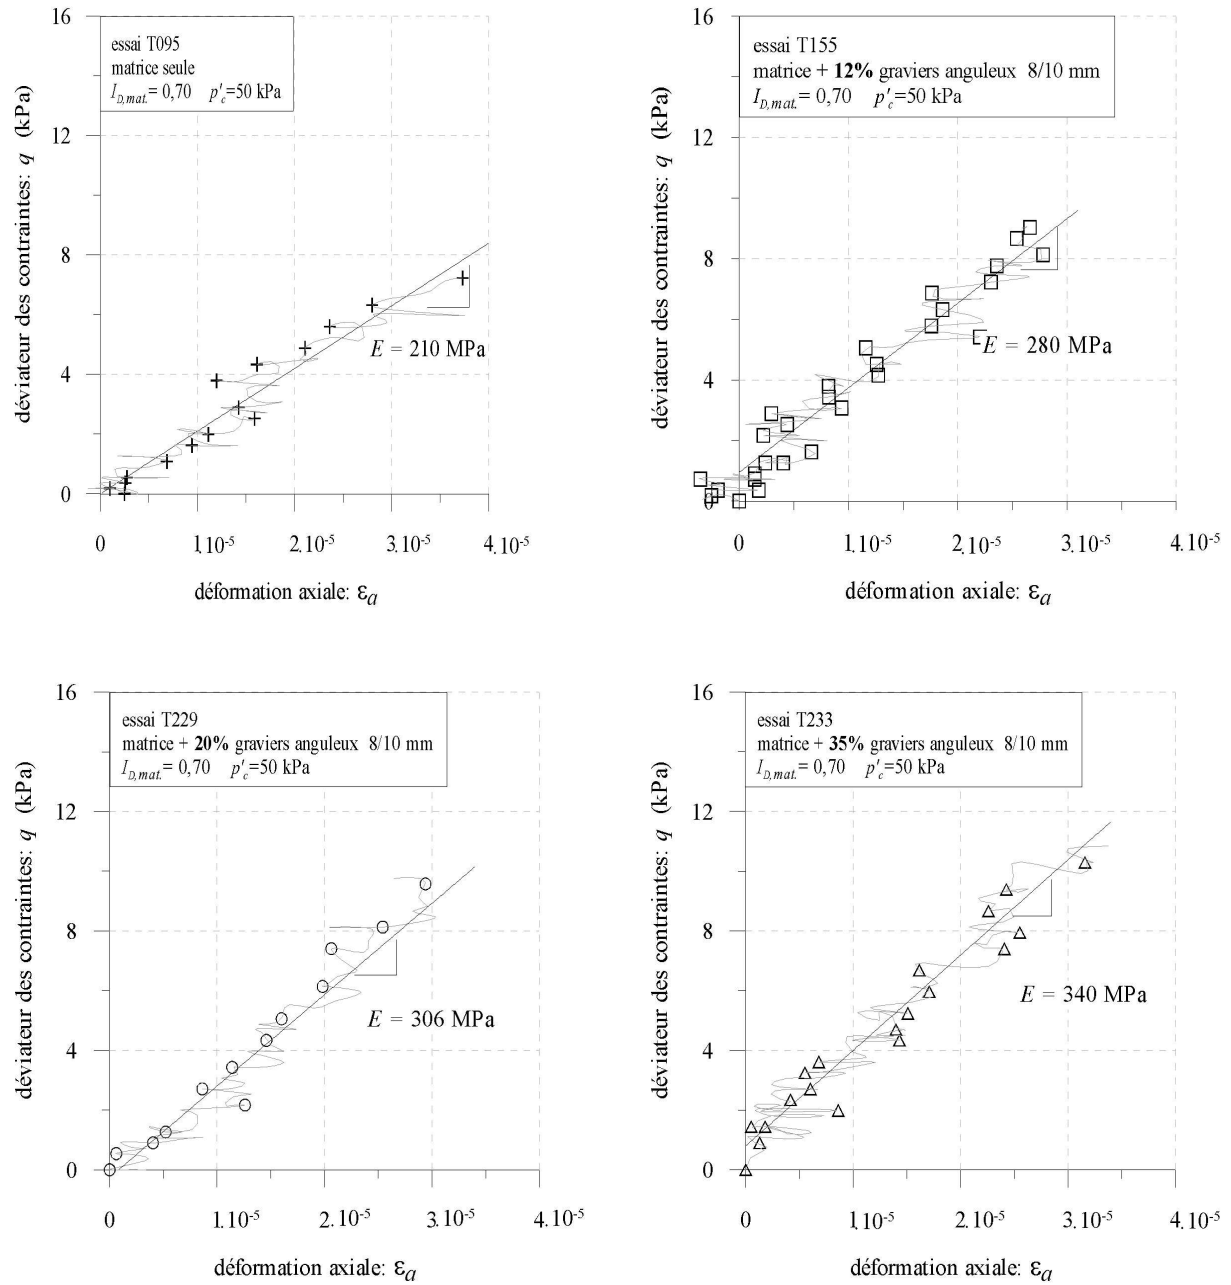 16
essai T095
matrice seule
I_D,mat. = 0,70 p'_c=50 kPa
12
8
4
0
déviateur des contraintes: q (kPa)
E = 210 MPa
0 1.10^-5 2.10^-5 3.10^-5 4.10^-5
déformation axiale: ε_a
16
essai T155
matrice + 12% graviers anguleux 8/10 mm
I_D,mat. = 0,70 p'_c=50 kPa
12
8
4
0
déviateur des contraintes: q (kPa)
E = 280 MPa
0 1.10^-5 2.10^-5 3.10^-5 4.10^-5
déformation axiale: ε_a
16
essai T229
matrice + 20% graviers anguleux 8/10 mm
I_D,mat. = 0,70 p'_c=50 kPa
12
8
4
0
déviateur des contraintes: q (kPa)
E = 306 MPa
0 1.10^-5 2.10^-5 3.10^-5 4.10^-5
déformation axiale: ε_a
16
essai T233
matrice + 35% graviers anguleux 8/10 mm
I_D,mat. = 0,70 p'_c=50 kPa
12
8
4
0
déviateur des contraintes: q (kPa)
E = 340 MPa
0 1.10^-5 2.10^-5 3.10^-5 4.10^-5
déformation axiale: ε_a